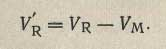 V′R = VR − VM.